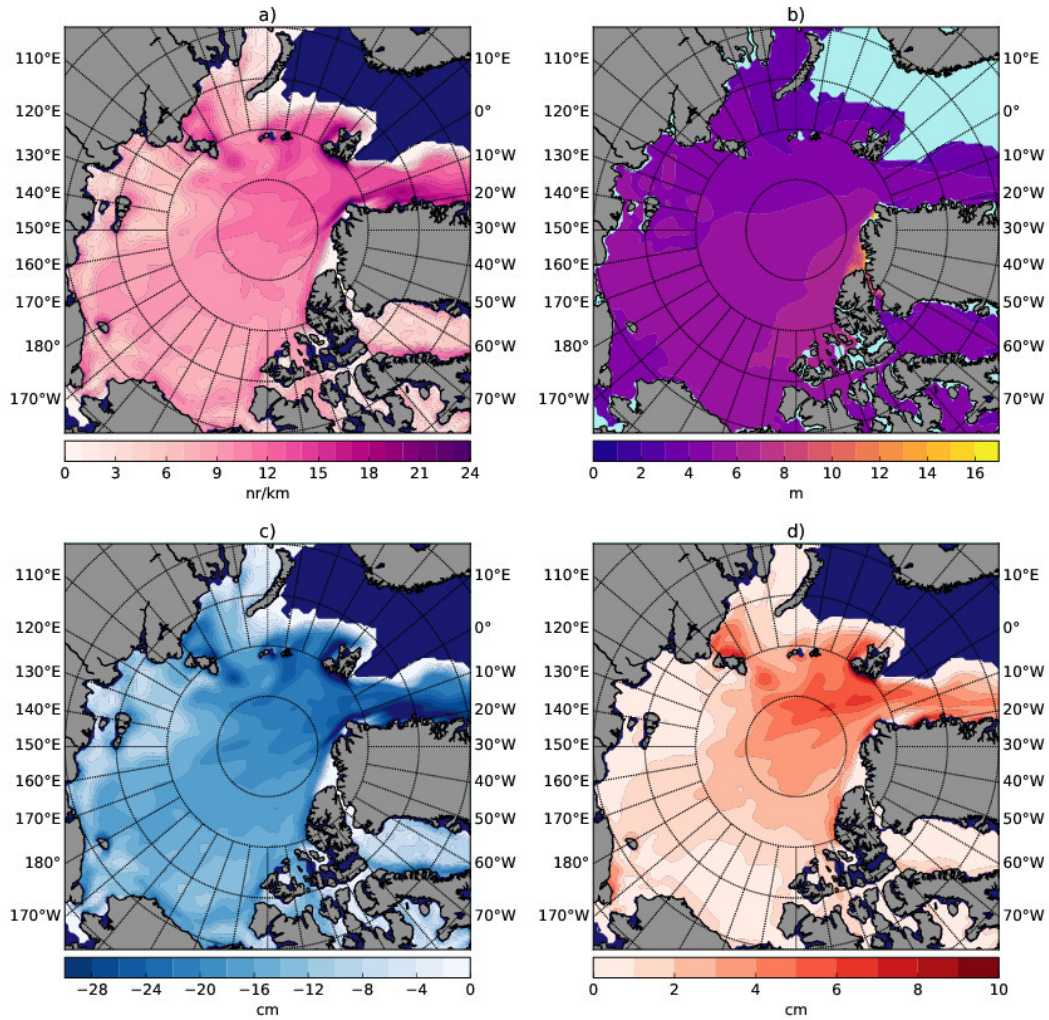 a)
110°E
120°E
130°E
140°E
150°E
160°E
170°E
180°
170°W
10°E
0°
10°W
20°W
30°W
40°W
50°W
60°W
70°W
0 3 6 9 12 15 18 21 24
nr/km
b)
110°E
120°E
130°E
140°E
150°E
160°E
170°E
180°
170°W
10°E
0°
10°W
20°W
30°W
40°W
50°W
60°W
70°W
0 2 4 6 8 10 12 14 16
m
c)
110°E
120°E
130°E
140°E
150°E
160°E
170°E
180°
170°W
10°E
0°
10°W
20°W
30°W
40°W
50°W
60°W
70°W
−28 −24 −20 −16 −12 −8 −4 0
cm
d)
110°E
120°E
130°E
140°E
150°E
160°E
170°E
180°
170°W
10°E
0°
10°W
20°W
30°W
40°W
50°W
60°W
70°W
0 2 4 6 8 10
cm